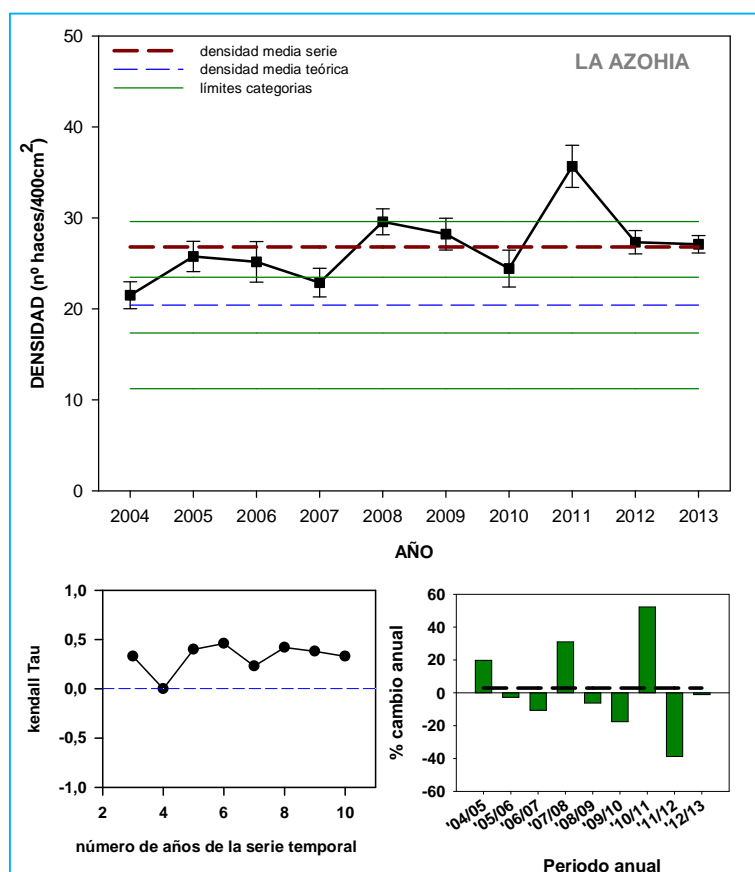 LA AZOHIA
densidad media serie
densidad media teórica
límites categorias
DENSIDAD (nº haces/400cm²)
50
40
30
20
10
0
2004 2005 2006 2007 2008 2009 2010 2011 2012 2013
AÑO
kendall Tau
1,0
0,5
0,0
-0,5
-1,0
2 4 6 8 10
número de años de la serie temporal
% cambio anual
60
40
20
0
-20
-40
-60
'04/05 '05/06 '06/07 '07/08 '08/09 '09/10 '10/11 '11/12 '12/13
Periodo anual